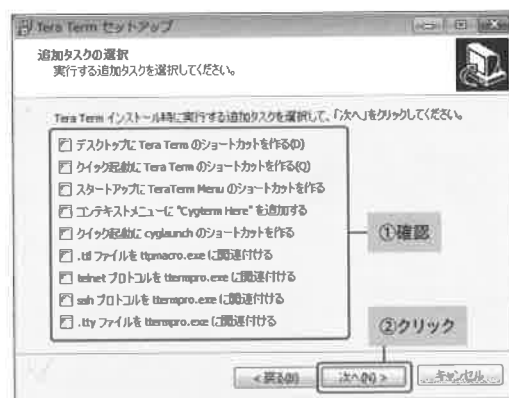 Tera Term セットアップ
追加タスクの選択
実行する追加タスクを選択してください。
Tera Term インストール時に実行する追加タスクを選択して、「次へ」をクリックしてください。
デスクトップに Tera Term のショートカットを作る(D)
クイック起動に Tera Term のショートカットを作る(Q)
スタートアップに TeraTerm Menu のショートカットを作る
コンテキストメニューに "Cygterm Here" を追加する
クイック起動に cyglaunch のショートカットを作る
.ttl ファイルを ttpmacro.exe に関連付ける
telnet プロトコルを ttermpro.exe に関連付ける
ssh プロトコルを ttermpro.exe に関連付ける
.tty ファイルを ttermpro.exe に関連付ける
①確認
②クリック
< 戻る(B)
次へ(N) >
キャンセル